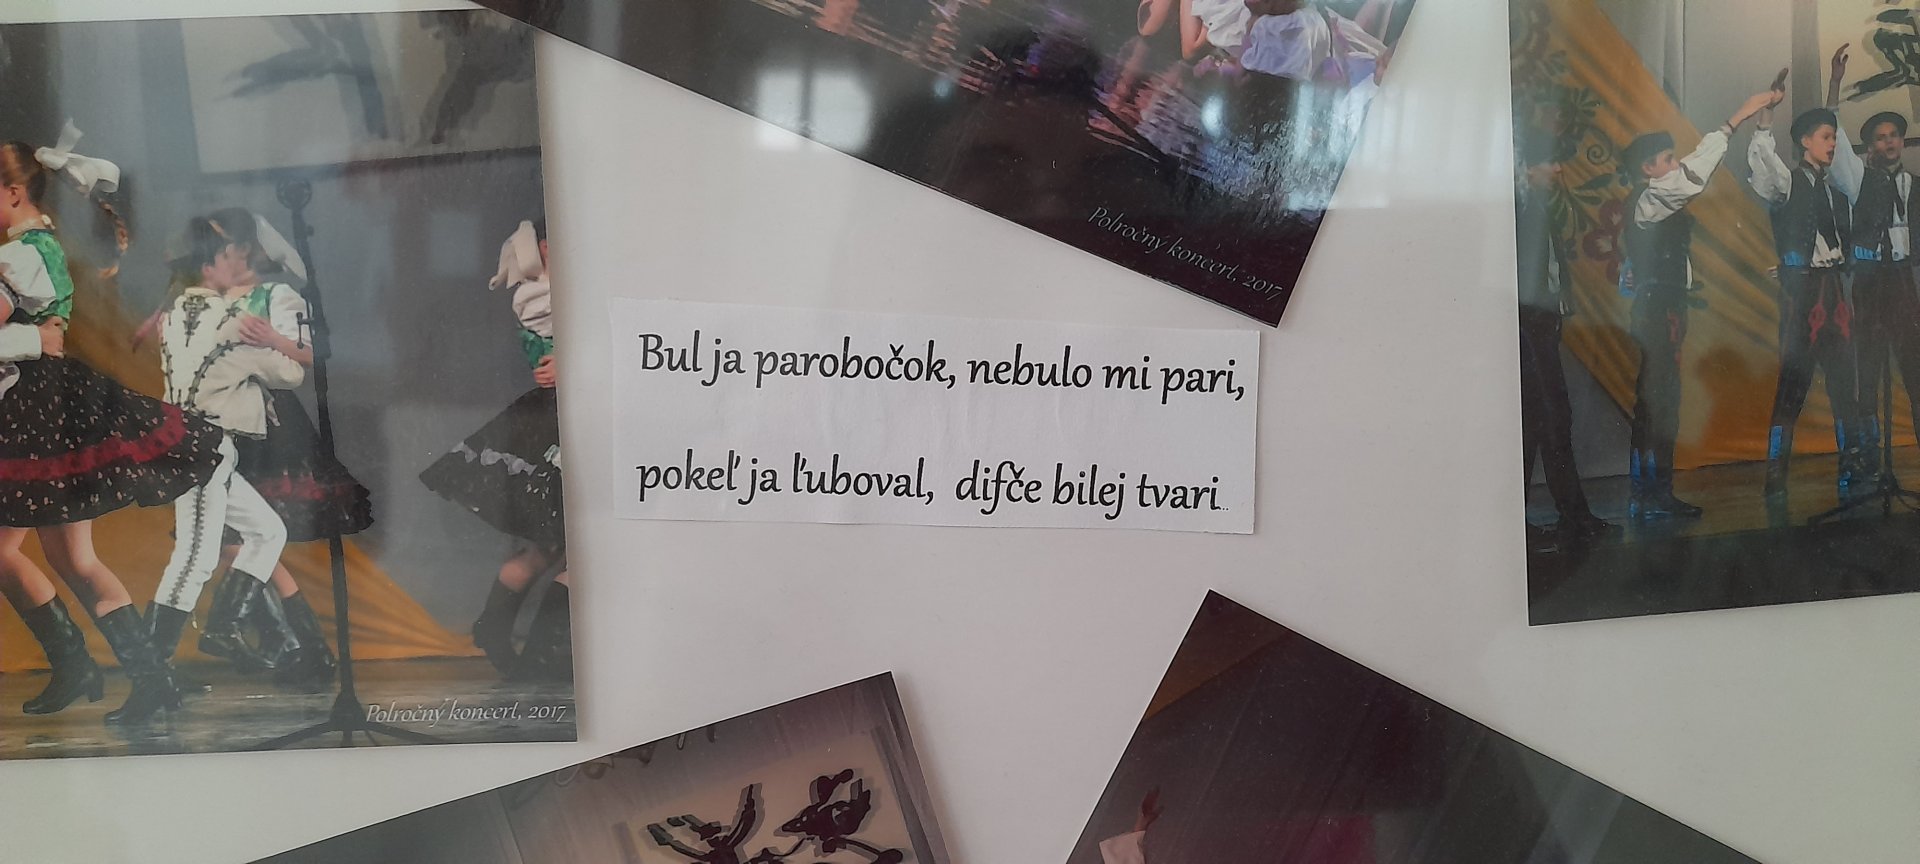 Polročný koncert, 2017
Bul ja parobočok, nebulo mi pari,
pokeľ ja ľuboval, difče bilej tvari..
Polročný koncert, 2017